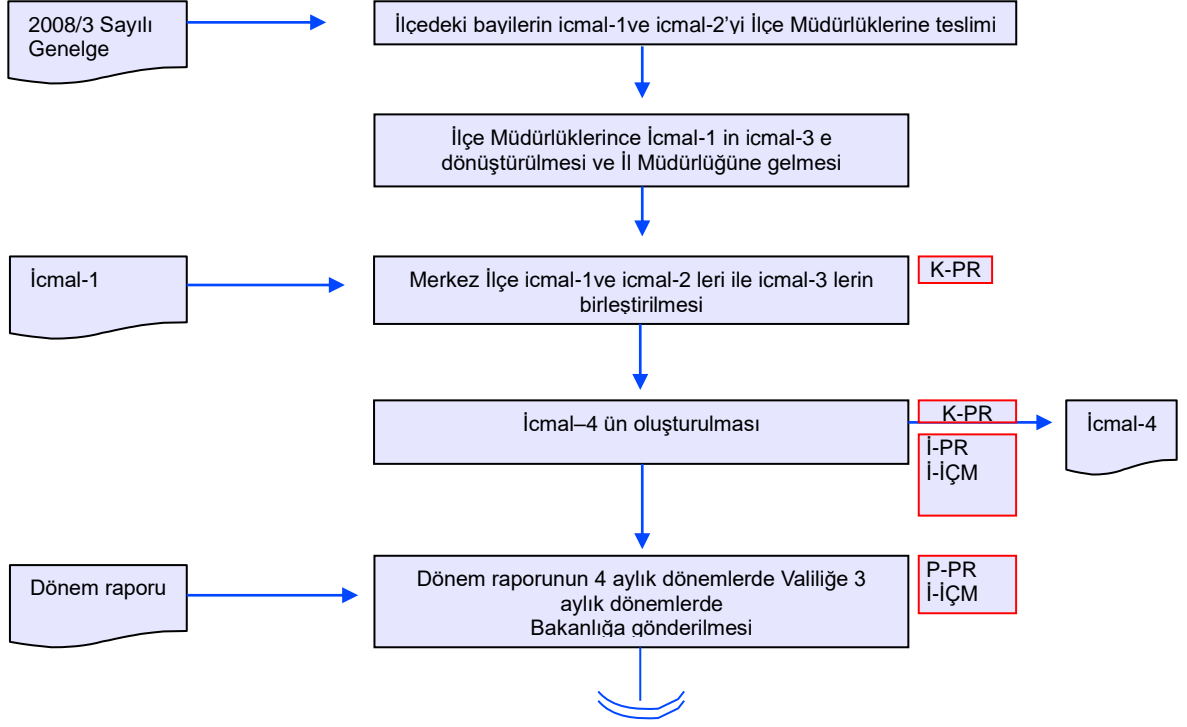 2008/3 Sayılı
Genelge
İlçedeki bayilerin icmal-1ve icmal-2’yi İlçe Müdürlüklerine teslimi
İlçe Müdürlüklerince İcmal-1 in icmal-3 e
dönüştürülmesi ve İl Müdürlüğüne gelmesi
İcmal-1
Merkez İlçe icmal-1ve icmal-2 leri ile icmal-3 lerin
birleştirilmesi
K-PR
İcmal–4 ün oluşturulması
K-PR
İ-PR
İ-İÇM
İcmal-4
Dönem raporu
Dönem raporunun 4 aylık dönemlerde Valiliğe 3
aylık dönemlerde
Bakanlığa gönderilmesi
P-PR
İ-İÇM